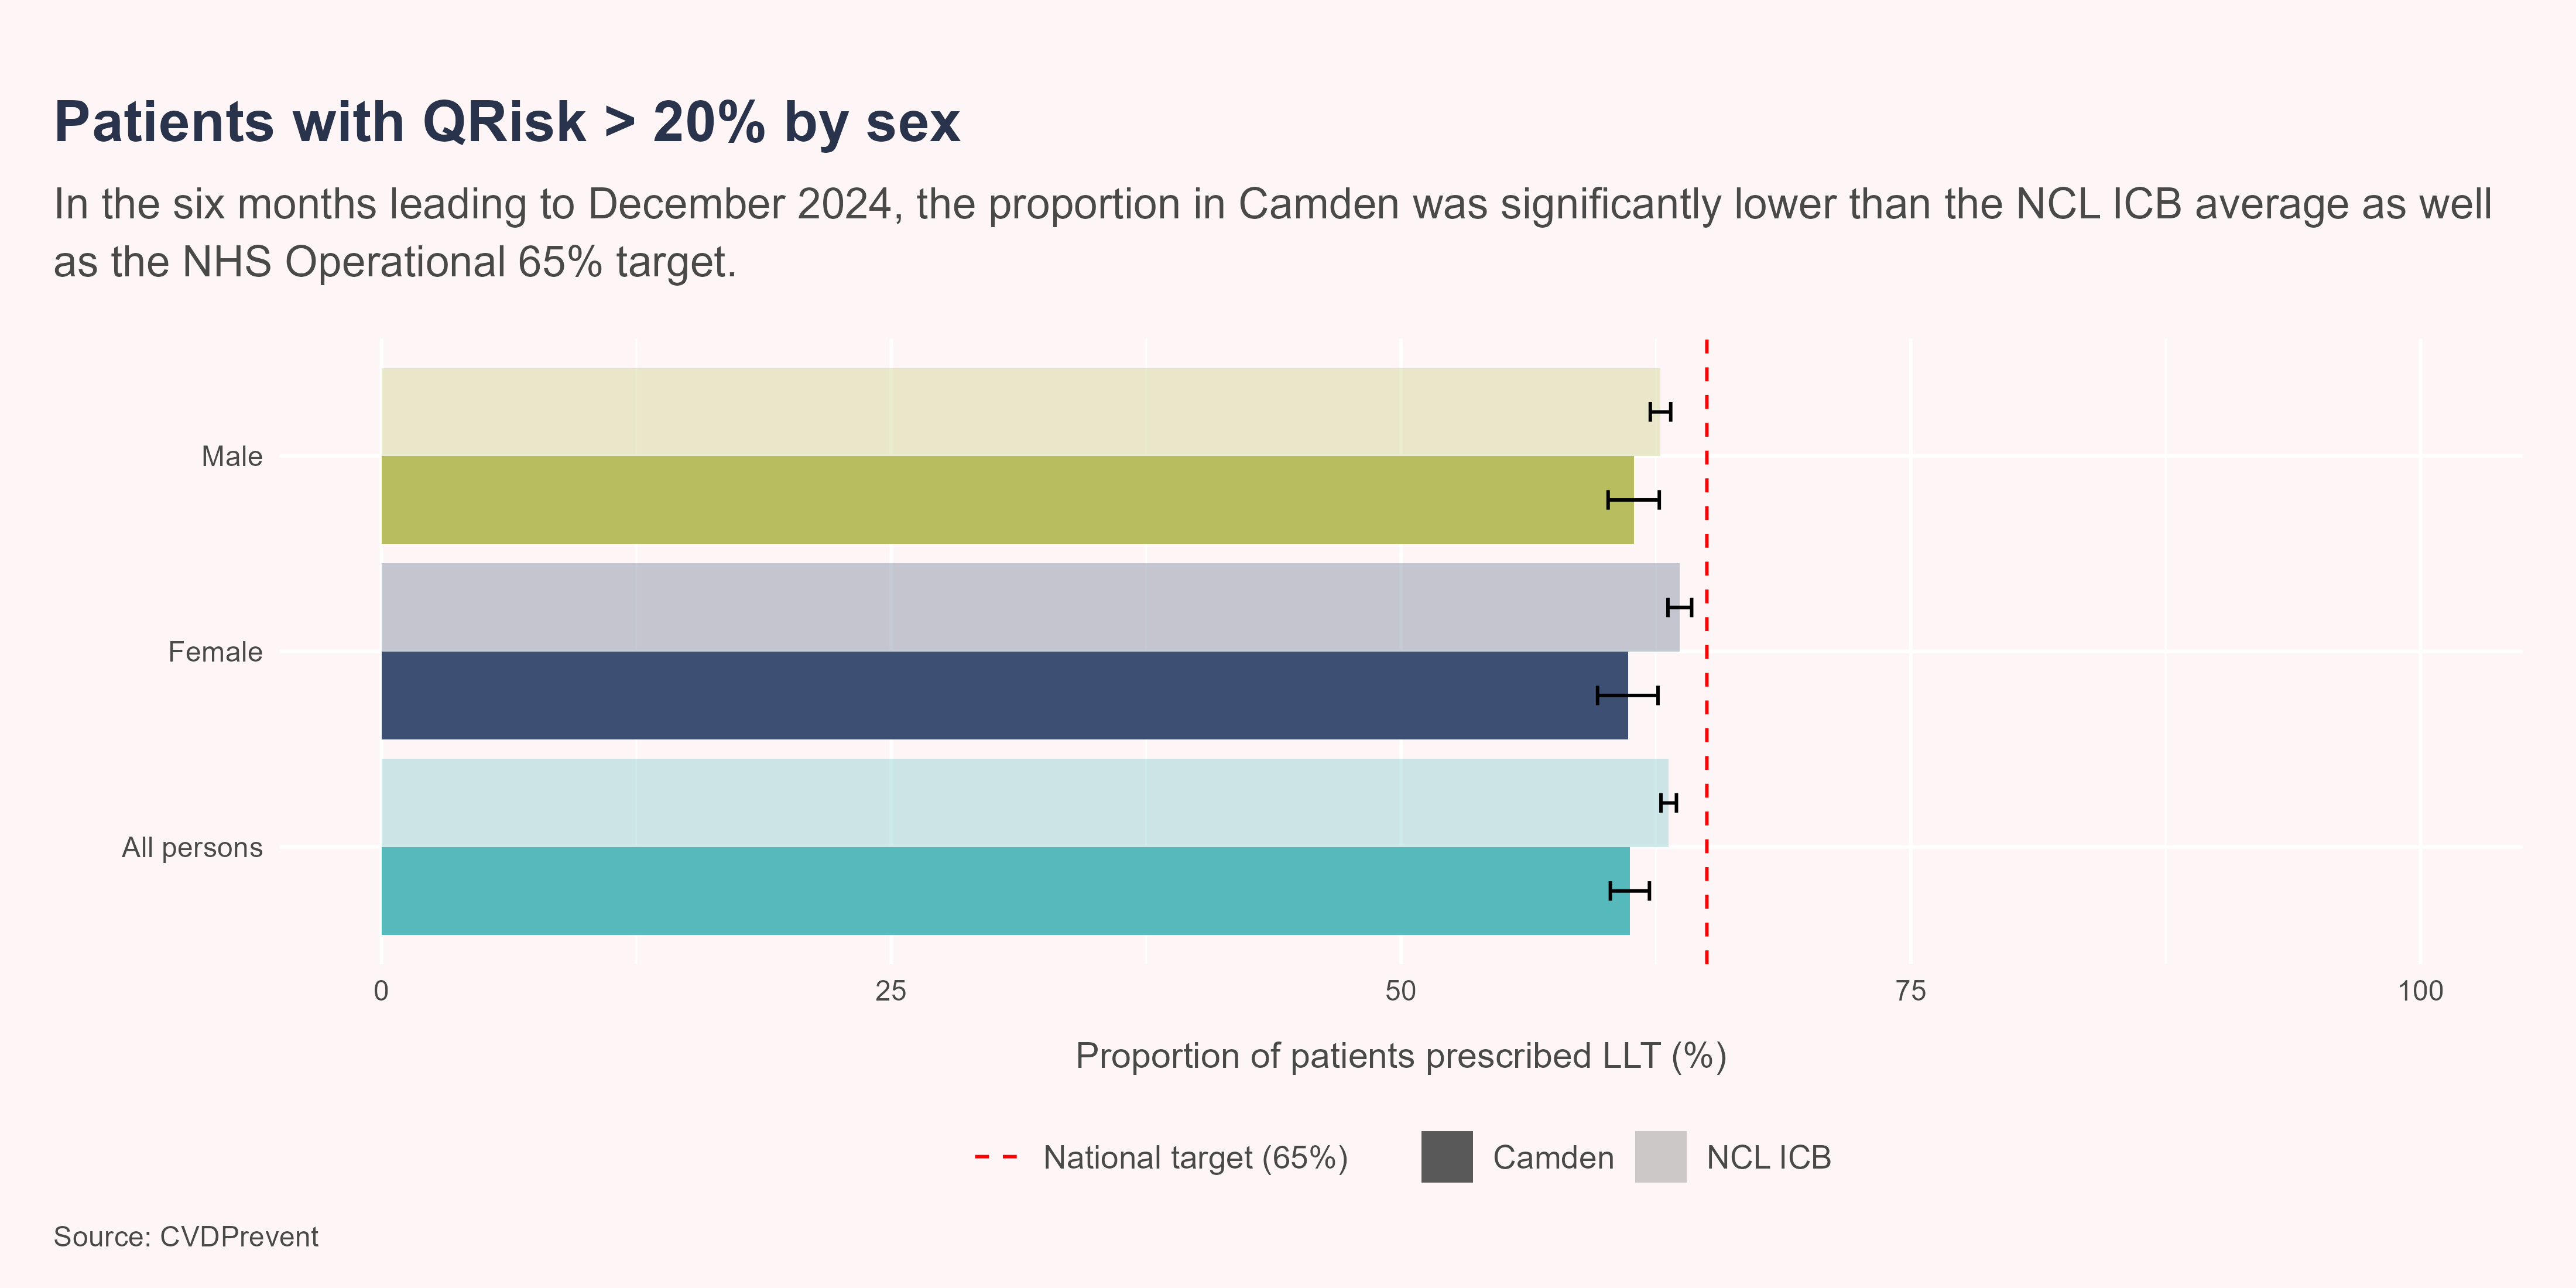 Patients with QRisk > 20% by sex
In the six months leading to December 2024, the proportion in Camden was significantly lower than the NCL ICB average as well
as the NHS Operational 65% target.
Male
Female
All persons
0 25 50 75 100
Proportion of patients prescribed LLT (%)
National target (65%) Camden NCL ICB
Source: CVDPrevent